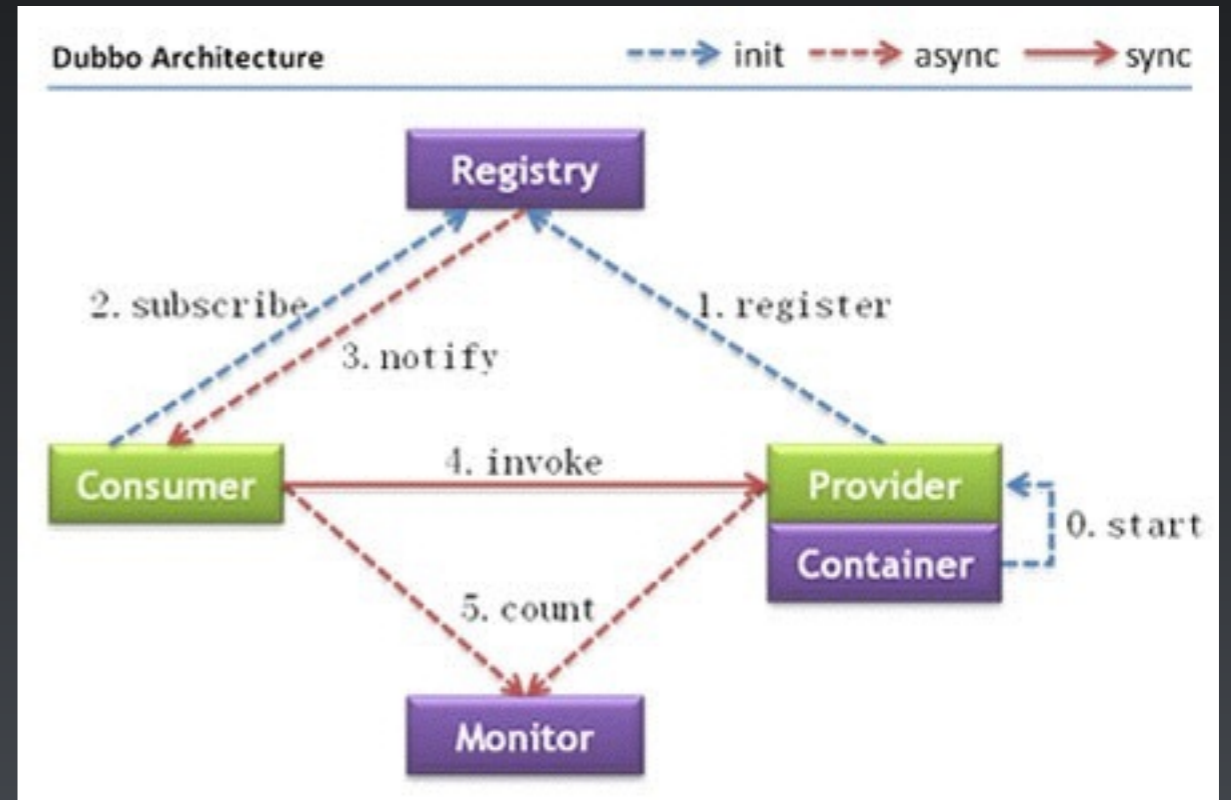 Dubbo Architecture
init
async
sync
Registry
2. subscribe
1. register
3. notify
4. invoke
Consumer
Provider
0. start
Container
5. count
Monitor